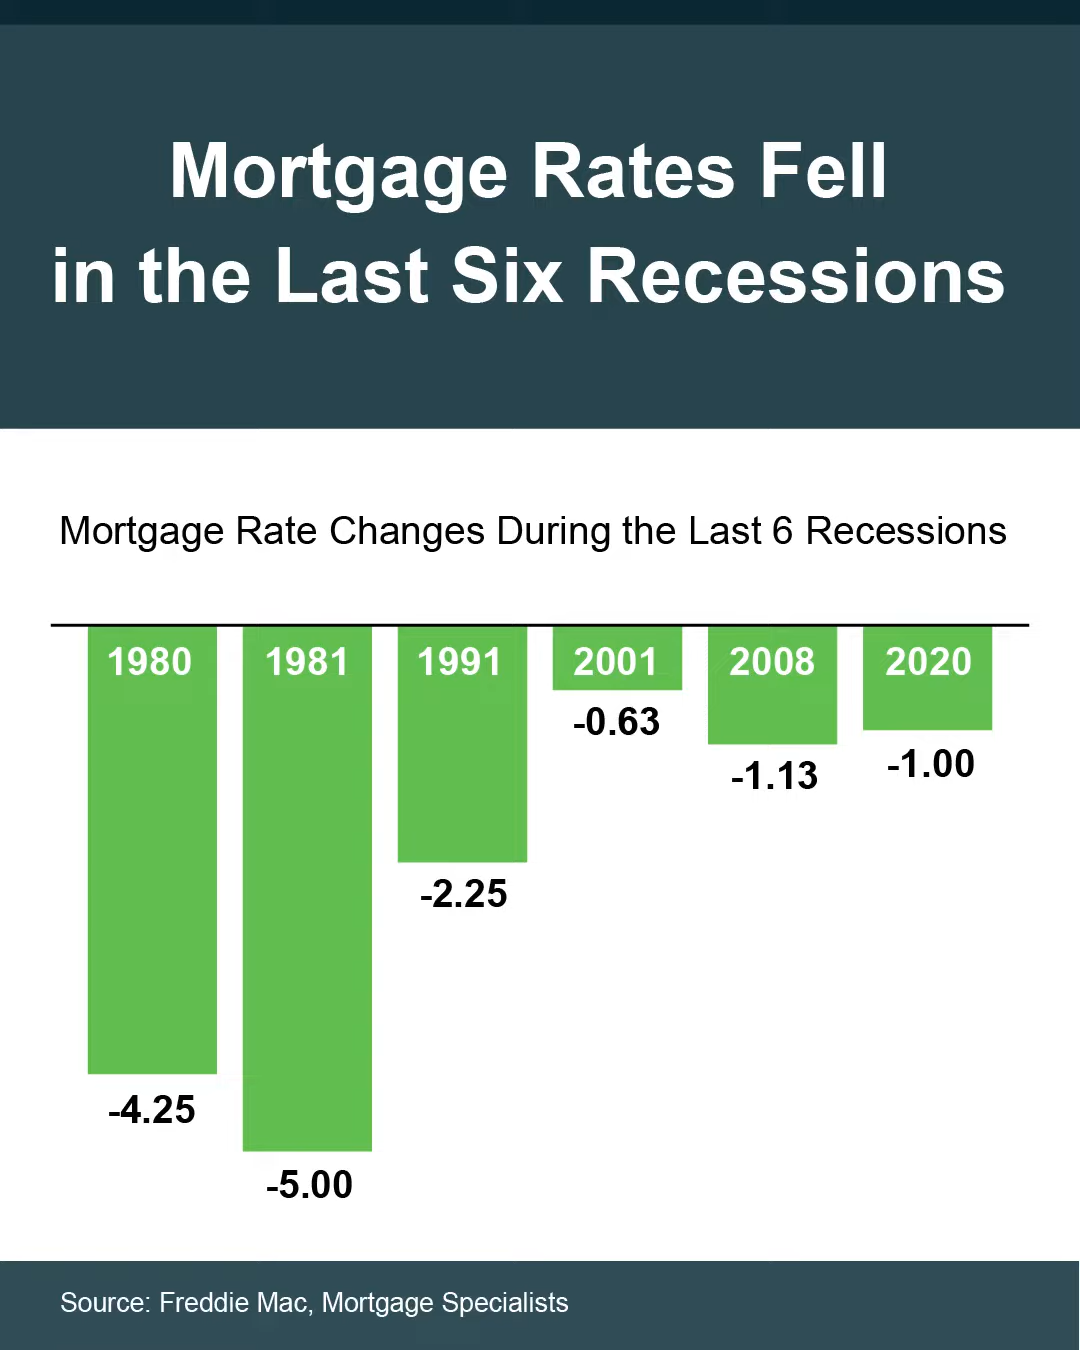 Mortgage Rates Fell
in the Last Six Recessions
Mortgage Rate Changes During the Last 6 Recessions
1980 1981 1991 2001 2008 2020
-0.63
-1.13
-1.00
-2.25
-4.25
-5.00
Source: Freddie Mac, Mortgage Specialists